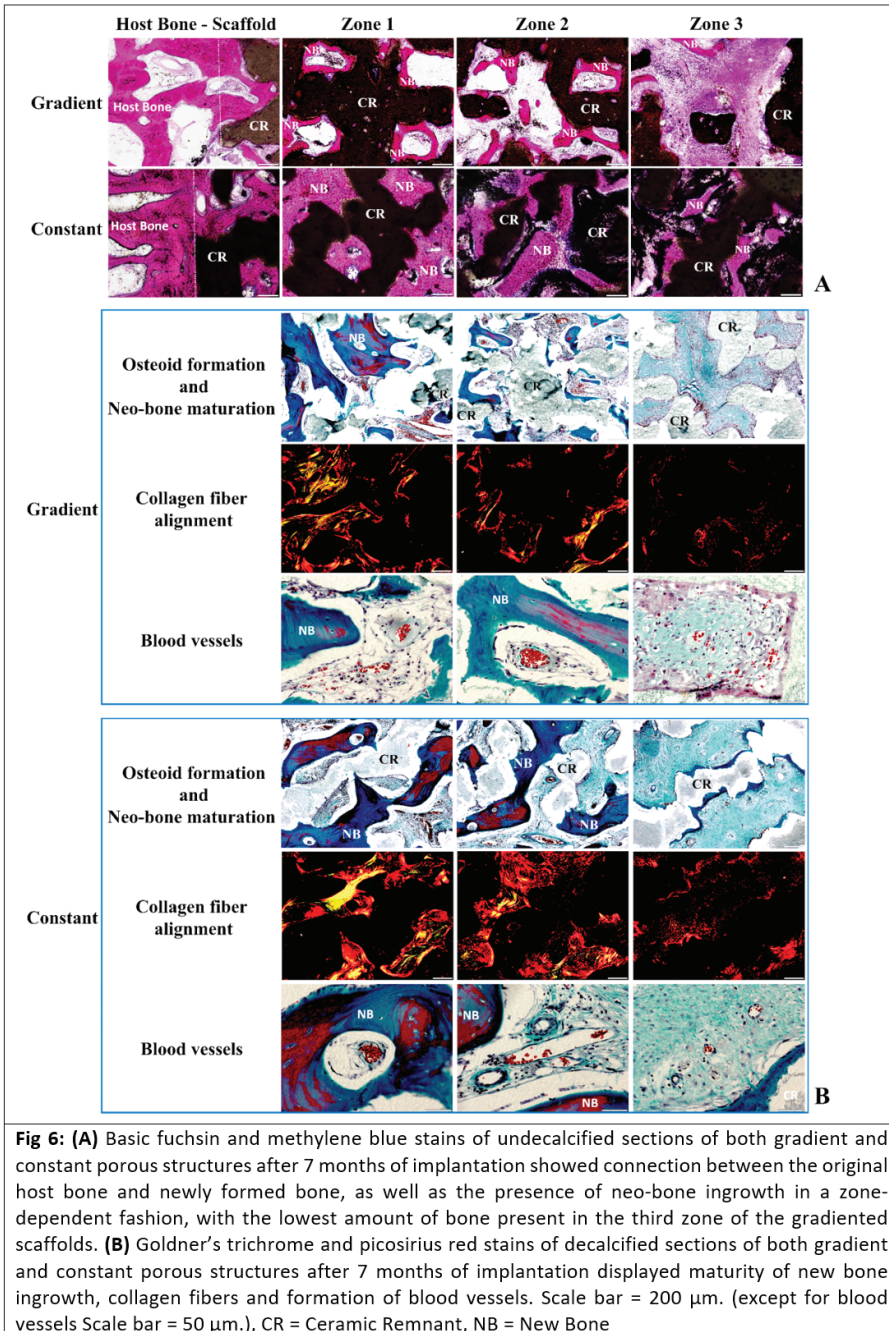 Host Bone - Scaffold Zone 1 Zone 2 Zone 3
Gradient
Host Bone CR
NB NB CR NB NB
NB NB CR NB
NB CR
Constant
Host Bone CR
NB NB CR NB
CR CR NB
NB NB CR
A
Gradient
Osteoid formation
and
Neo-bone maturation
NB CR
CR CR
CR CR
Collagen fiber
alignment
Blood vessels
NB
NB
Constant
Osteoid formation
and
Neo-bone maturation
CR NB
NB CR NB
CR
Collagen fiber
alignment
Blood vessels
NB
NB NB
CR
B
Fig 6: (A) Basic fuchsin and methylene blue stains of undecalcified sections of both gradient and
constant porous structures after 7 months of implantation showed connection between the original
host bone and newly formed bone, as well as the presence of neo-bone ingrowth in a zone-
dependent fashion, with the lowest amount of bone present in the third zone of the gradiented
scaffolds. (B) Goldner's trichrome and picosirius red stains of decalcified sections of both gradient
and constant porous structures after 7 months of implantation displayed maturity of new bone
ingrowth, collagen fibers and formation of blood vessels. Scale bar = 200 μm. (except for blood
vessels Scale bar = 50 μm.), CR = Ceramic Remnant, NB = New Bone